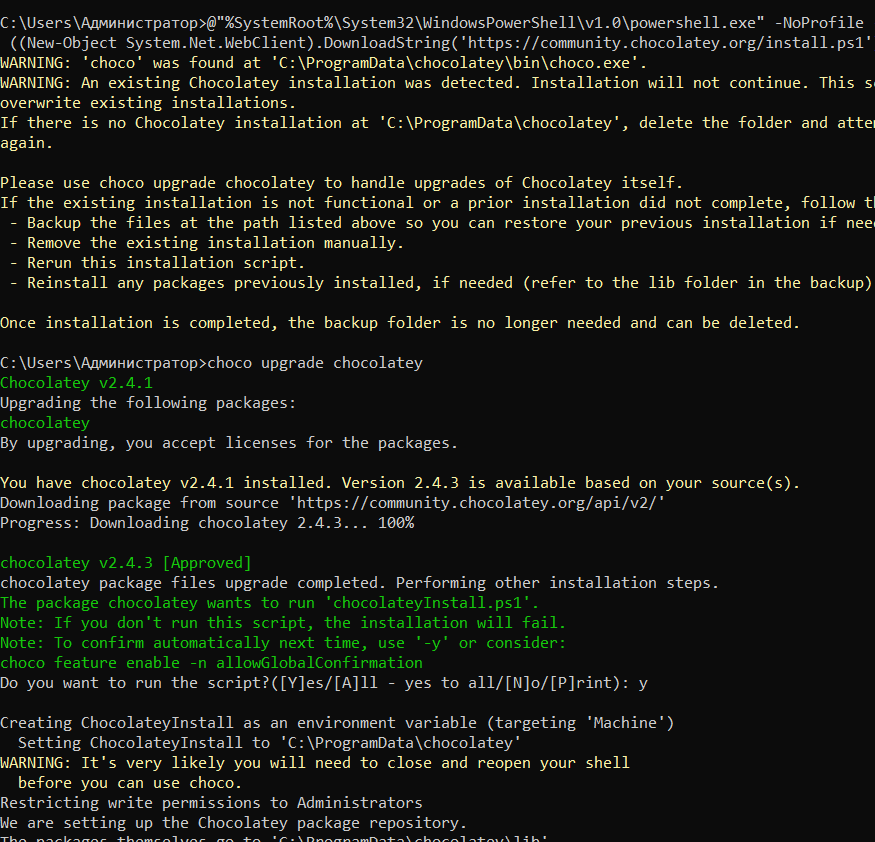 C:\Users\Администратор>@"%SystemRoot%\System32\WindowsPowerShell\v1.0\powershell.exe" -NoProfile
((New-Object System.Net.WebClient).DownloadString('https://community.chocolatey.org/install.ps1'
WARNING: 'choco' was found at 'C:\ProgramData\chocolatey\bin\choco.exe'.
WARNING: An existing Chocolatey installation was detected. Installation will not continue. This
overwrite existing installations.
If there is no Chocolatey installation at 'C:\ProgramData\chocolatey', delete the folder and
again.
Please use choco upgrade chocolatey to handle upgrades of Chocolatey itself.
If the existing installation is not functional or a prior installation did not complete, follow
- Backup the files at the path listed above so you can restore your previous installation if
- Remove the existing installation manually.
- Rerun this installation script.
- Reinstall any packages previously installed, if needed (refer to the lib folder in the backup)
Once installation is completed, the backup folder is no longer needed and can be deleted.
C:\Users\Администратор>choco upgrade chocolatey
Chocolatey v2.4.1
Upgrading the following packages:
chocolatey
By upgrading, you accept licenses for the packages.
You have chocolatey v2.4.1 installed. Version 2.4.3 is available based on your source(s).
Downloading package from source 'https://community.chocolatey.org/api/v2/'
Progress: Downloading chocolatey 2.4.3... 100%
chocolatey v2.4.3 [Approved]
chocolatey package files upgrade completed. Performing other installation steps.
The package chocolatey wants to run 'chocolateyInstall.ps1'.
Note: If you don't run this script, the installation will fail.
Note: To confirm automatically next time, use '-y' or consider:
choco feature enable -n allowGlobalConfirmation
Do you want to run the script?([Y]es/[A]ll - yes to all/[N]o/[P]rint): y
Creating ChocolateyInstall as an environment variable (targeting 'Machine')
Setting ChocolateyInstall to 'C:\ProgramData\chocolatey'
WARNING: It's very likely you will need to close and reopen your shell
before you can use choco.
Restricting write permissions to Administrators
We are setting up the Chocolatey package repository.
The packages themselves go to 'C:\ProgramData\chocolatey\lib'